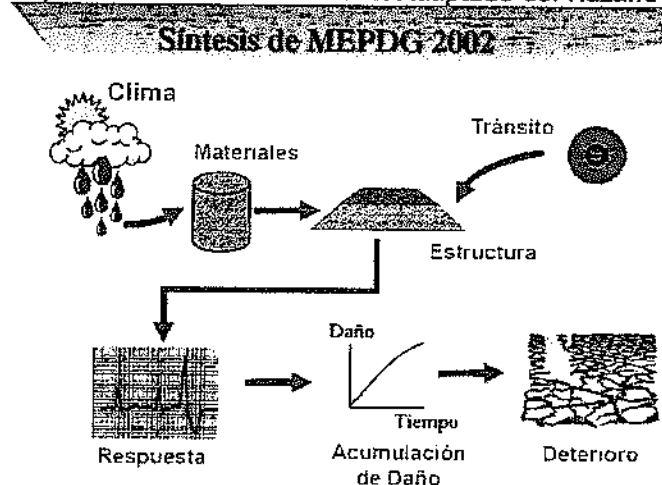 Síntesis de MEPDG 2002
Clima
Tránsito
Materiales
Estructura
Daño
Tiempo
Respuesta
Acumulación
de Daño
Deterioro